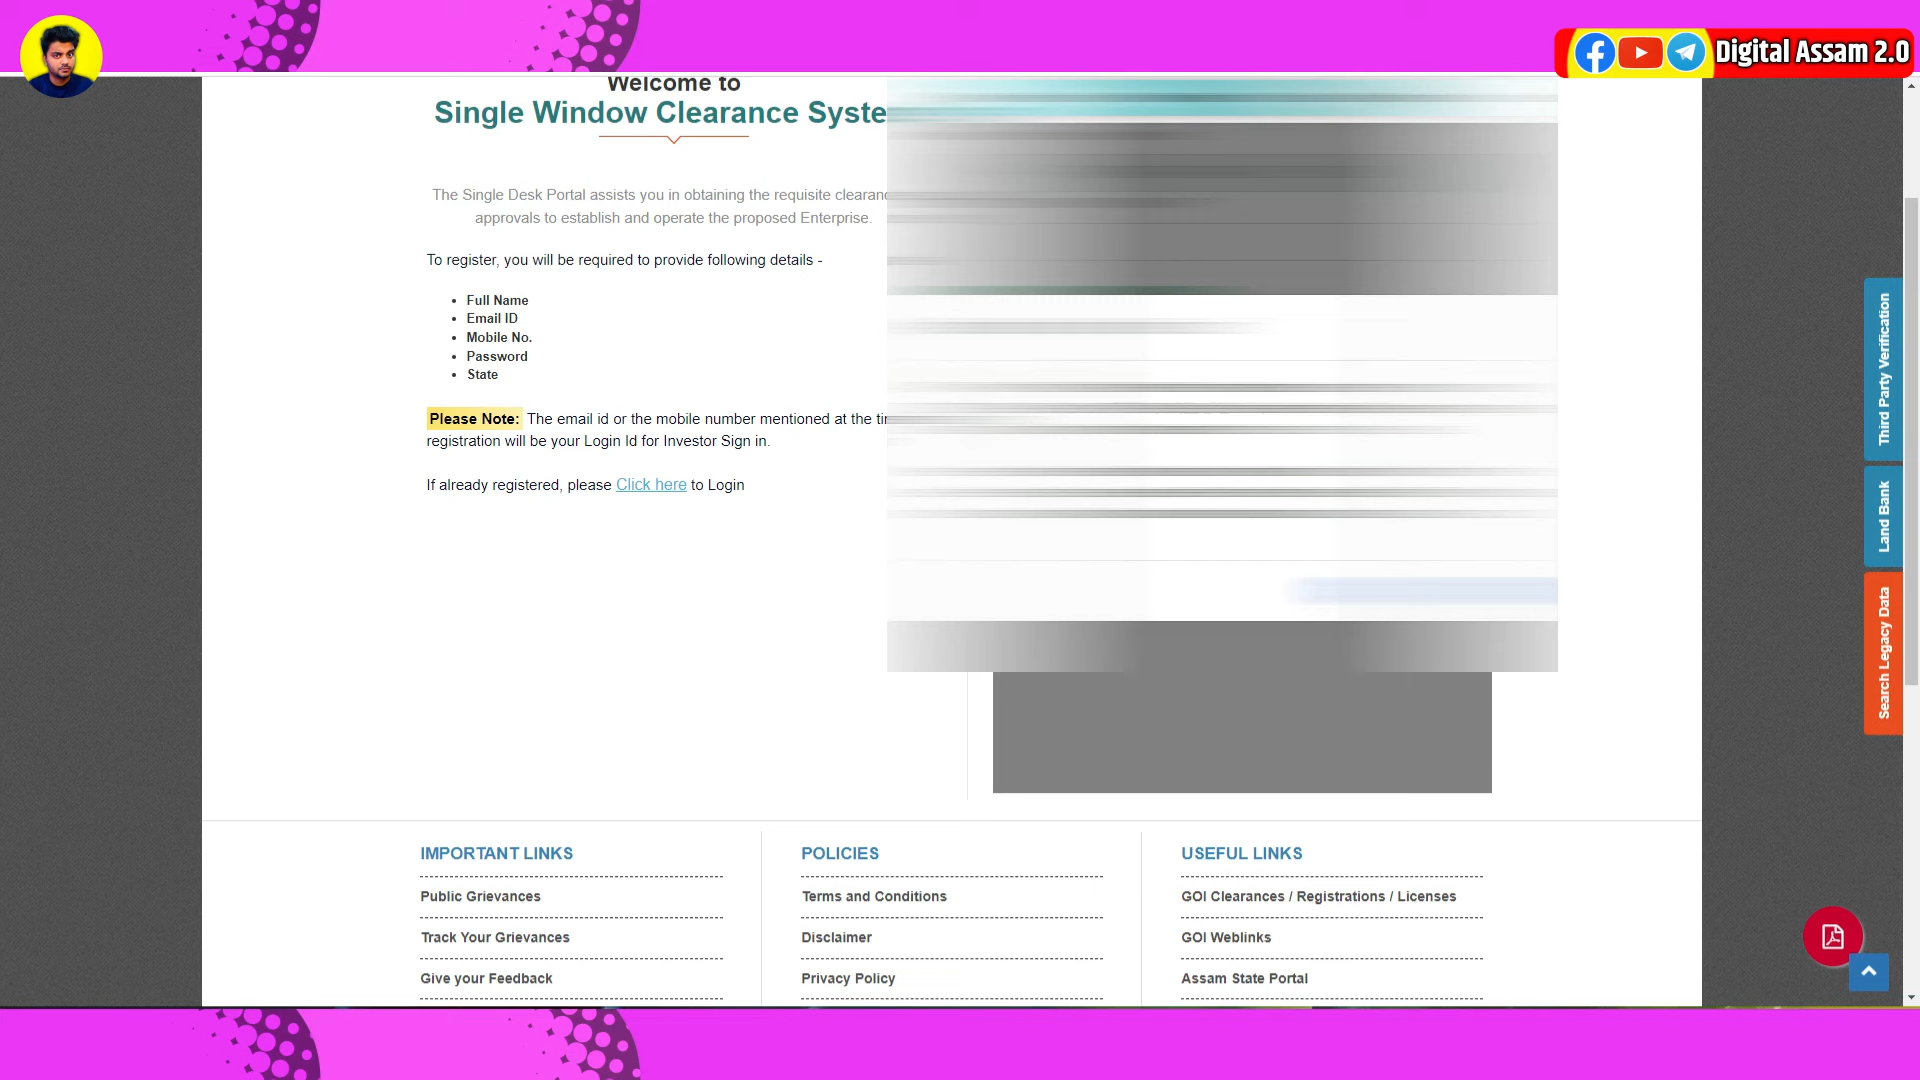 Digital Assam 2.0
Welcome to
Single Window Clearance Syste
The Single Desk Portal assists you in obtaining the requisite clearanc
approvals to establish and operate the proposed Enterprise.
To register, you will be required to provide following details -
Full Name
Email ID
Mobile No.
Password
State
Please Note: The email id or the mobile number mentioned at the ti
registration will be your Login Id for Investor Sign in.
If already registered, please Click here to Login
Third Party Verification
Land Bank
Search Legacy Data
IMPORTANT LINKS
Public Grievances
Track Your Grievances
Give your Feedback
POLICIES
Terms and Conditions
Disclaimer
Privacy Policy
USEFUL LINKS
GOI Clearances / Registrations / Licenses
GOI Weblinks
Assam State Portal